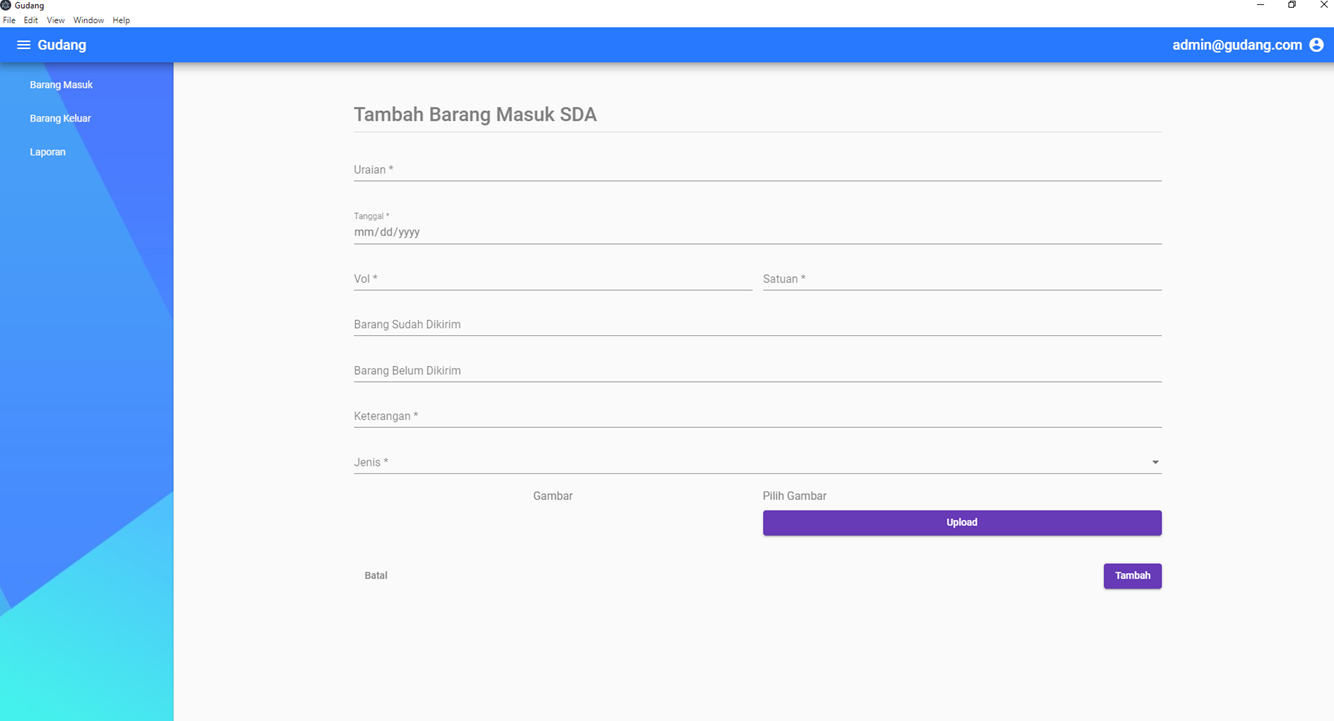 Gudang
File Edit View Window Help
Gudang admin@gudang.com
Barang Masuk
Barang Keluar
Laporan
Tambah Barang Masuk SDA
Uraian *
Tanggal *
mm/dd/yyyy
Vol * Satuan *
Barang Sudah Dikirim
Barang Belum Dikirim
Keterangan *
Jenis *
Gambar Pilih Gambar
Upload
Batal Tambah